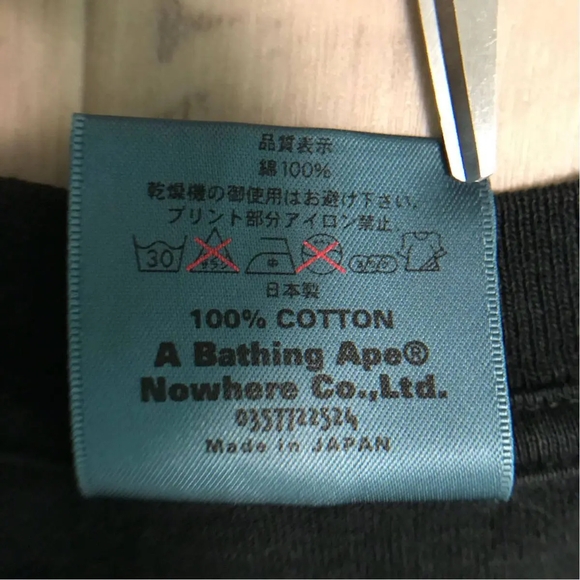 品質表示
綿100%
乾燥機の御使用はお避け下さい。
プリント部分アイロン禁止。
30 中
日本製
100% COTTON
A Bathing Ape®
Nowhere Co.,Ltd.
0357722524
Made in JAPAN